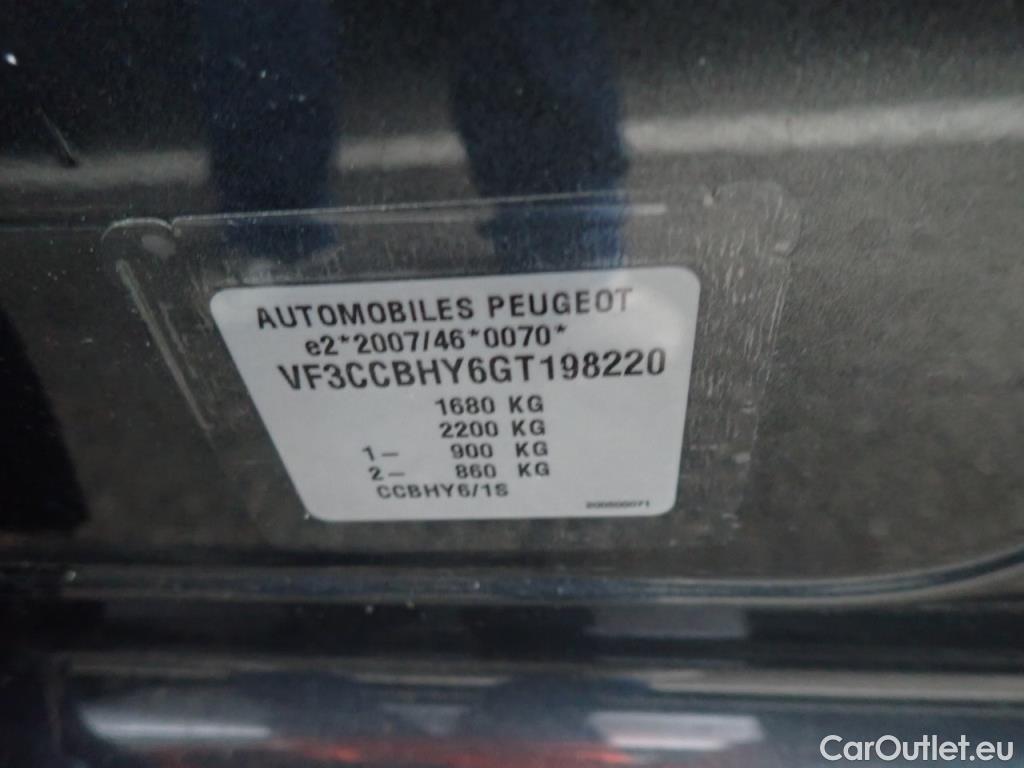 AUTOMOBILES PEUGEOT
e2*2007/46*0070*
VF3CCBHY6GT198220
1680 KG
2200 KG
1– 900 KG
2– 860 KG
CCBHY6/1S
CarOutlet.eu